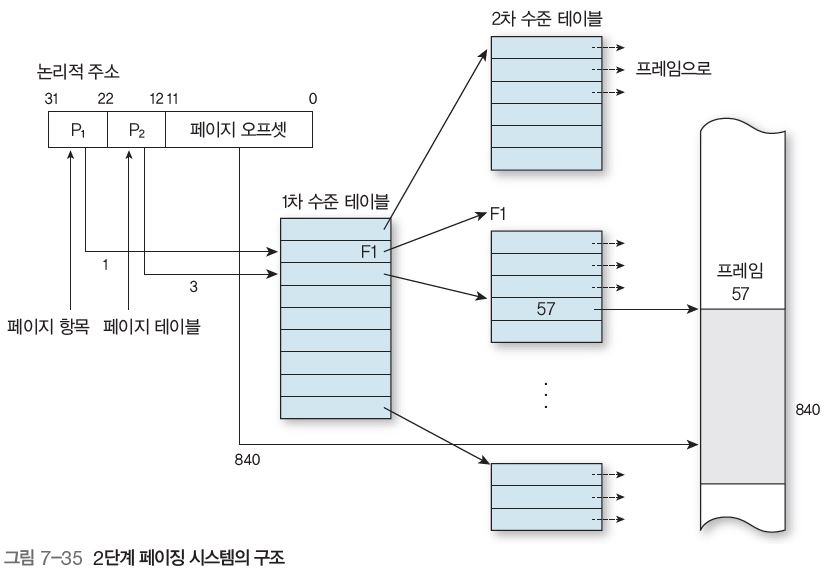 2차 수준 테이블
프레임으로
논리적 주소
31 22 12 11 0
P₁ P₂ 페이지 오프셋
1차 수준 테이블
F1
F1
1
3
페이지 항목 페이지 테이블
57
프레임
57
840
840
그림 7-35 2단계 페이징 시스템의 구조